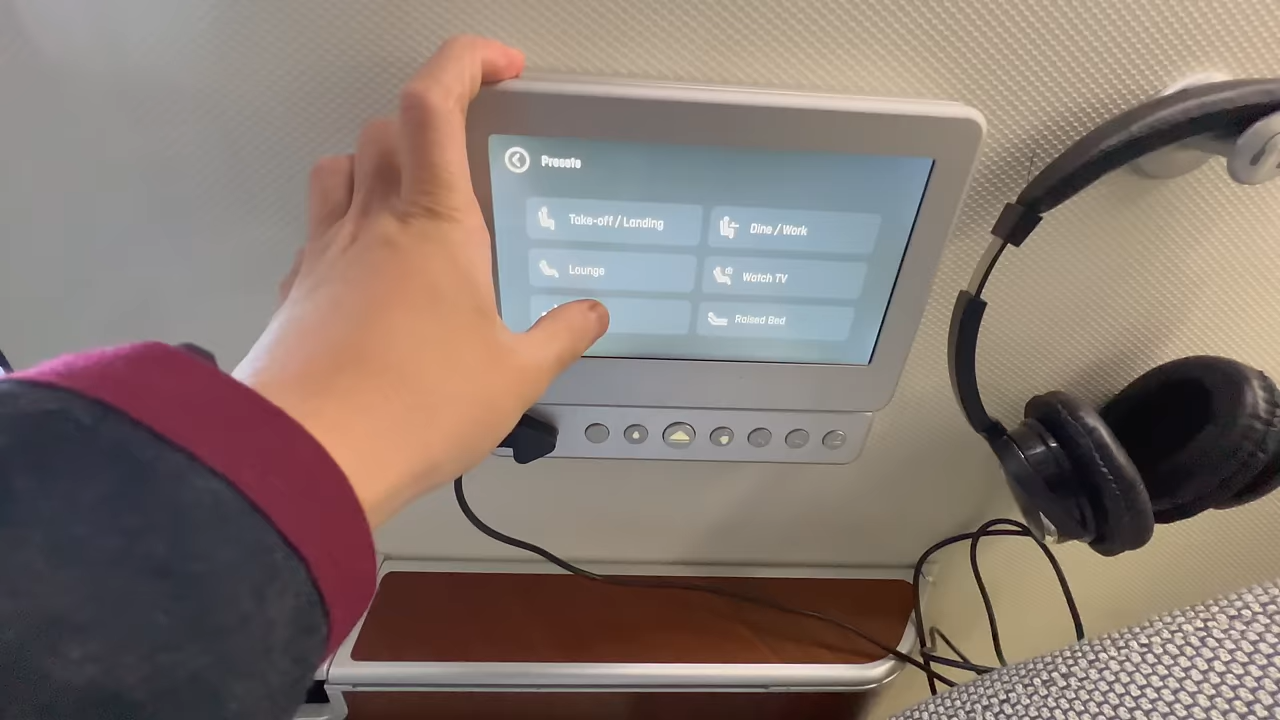 Presets
Take-off / Landing
Dine / Work
Lounge
Watch TV
Raised Bed